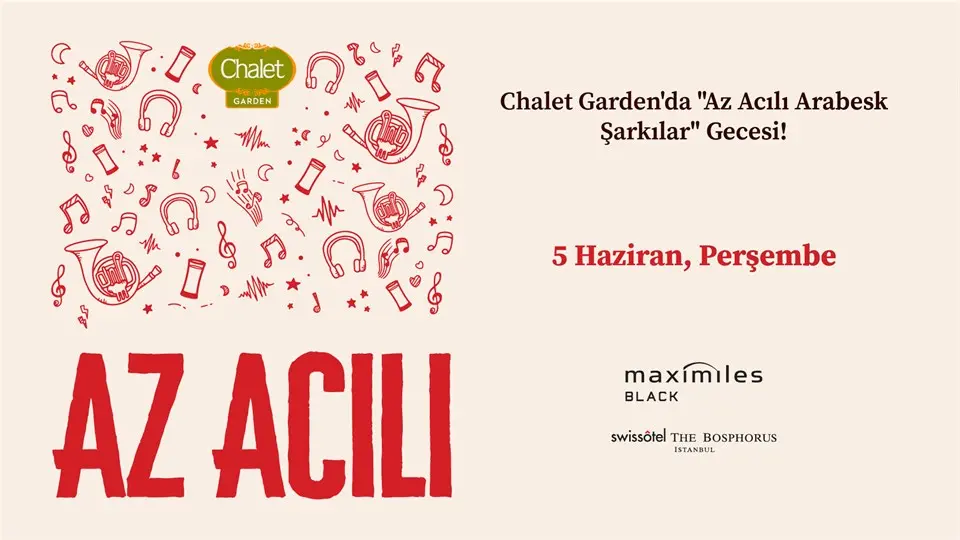 Chalet
GARDEN
AZ ACILI
Chalet Garden'da "Az Acılı Arabesk
Şarkılar" Gecesi!
5 Haziran, Perşembe
maximiles
BLACK
swissôtel THE BOSPHORUS
ISTANBUL